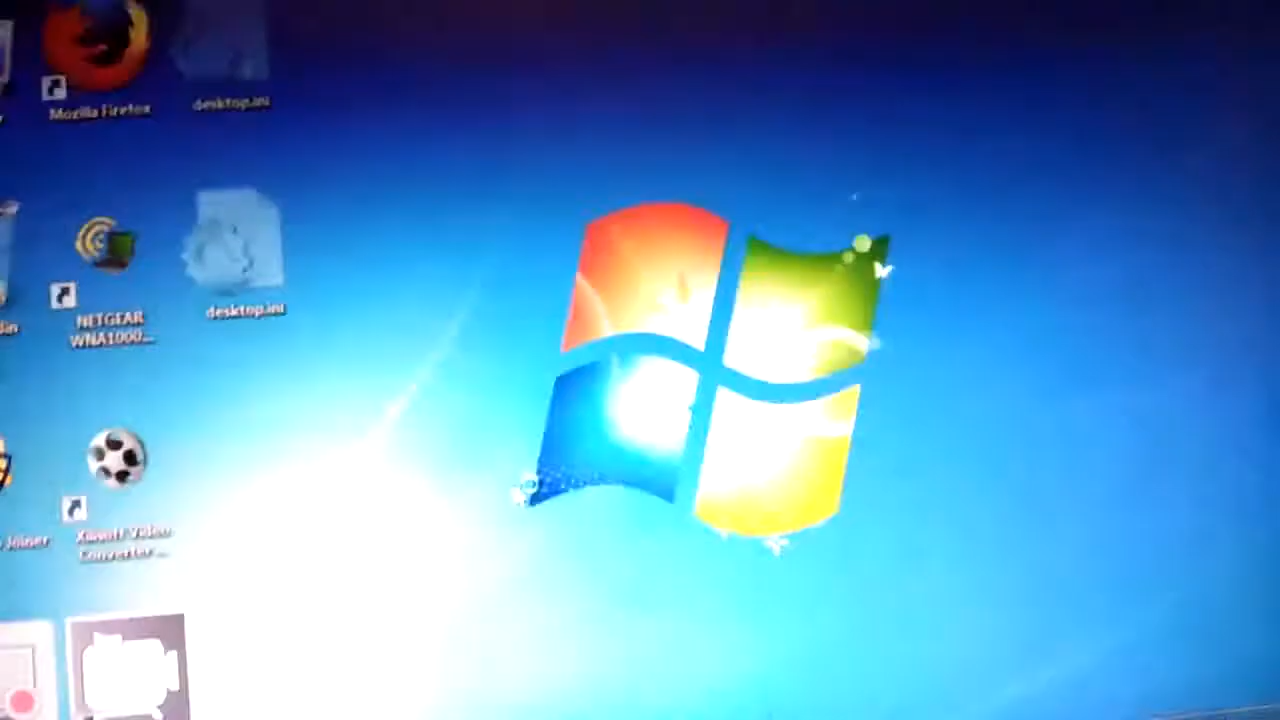 Mozilla Firefox
desktop.ini
NETGEAR
WNA1000...
desktop.ini
Joiner
Xilisoft Video
Converter ...